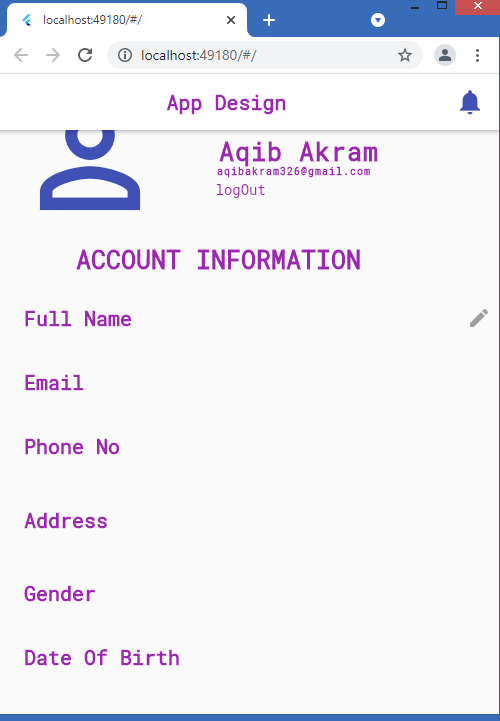 localhost:49180/#/
localhost:49180/#/
App Design
Aqib Akram
aqibakram326@gmail.com
logOut
ACCOUNT INFORMATION
Full Name
Email
Phone No
Address
Gender
Date Of Birth